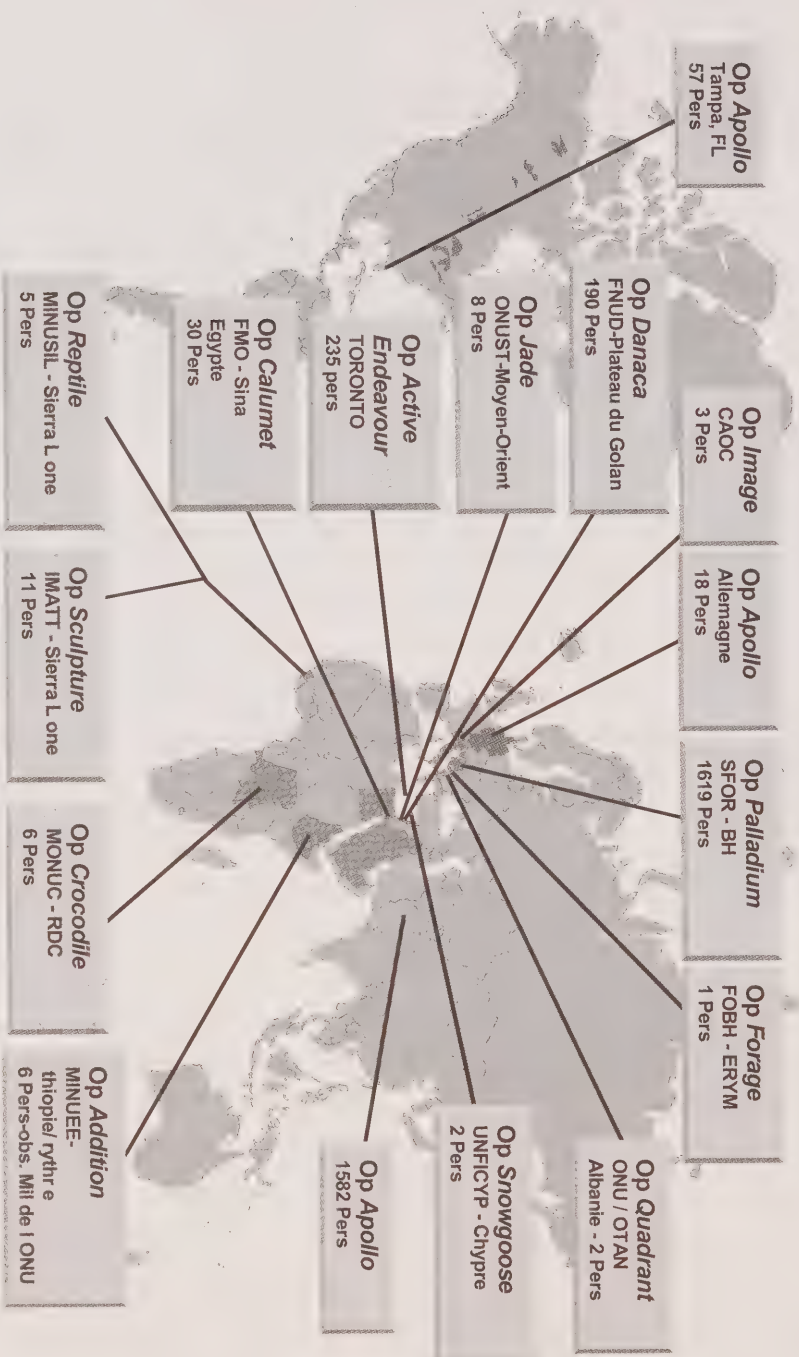 Op Apollo
Tampa, FL
57 Pers
Op Image
CAOC
3 Pers
Op Apollo
Allemagne
18 Pers
Op Palladium
SFOR - BH
1619 Pers
Op Forage
FOBH - ERYM
1 Pers
Op Danaca
FNUD-Plateau du Golan
190 Pers
Op Quadrant
ONU / OTAN
Albanie - 2 Pers
Op Jade
ONUST-Moyen-Orient
8 Pers
Op Snowgoose
UNFICYP - Chypre
2 Pers
Op Active
Endeavour
TORONTO
235 pers
Op Apollo
1582 Pers
Op Calumet
FMO - Sina
Egypte
30 Pers
Op Reptile
MINUSIL - Sierra L one
5 Pers
Op Sculpture
IMATT - Sierra L one
11 Pers
Op Crocodile
MONUC - RDC
6 Pers
Op Addition
MINUEE-
thiopie/ rythr e
6 Pers-obs. Mil de l ONU